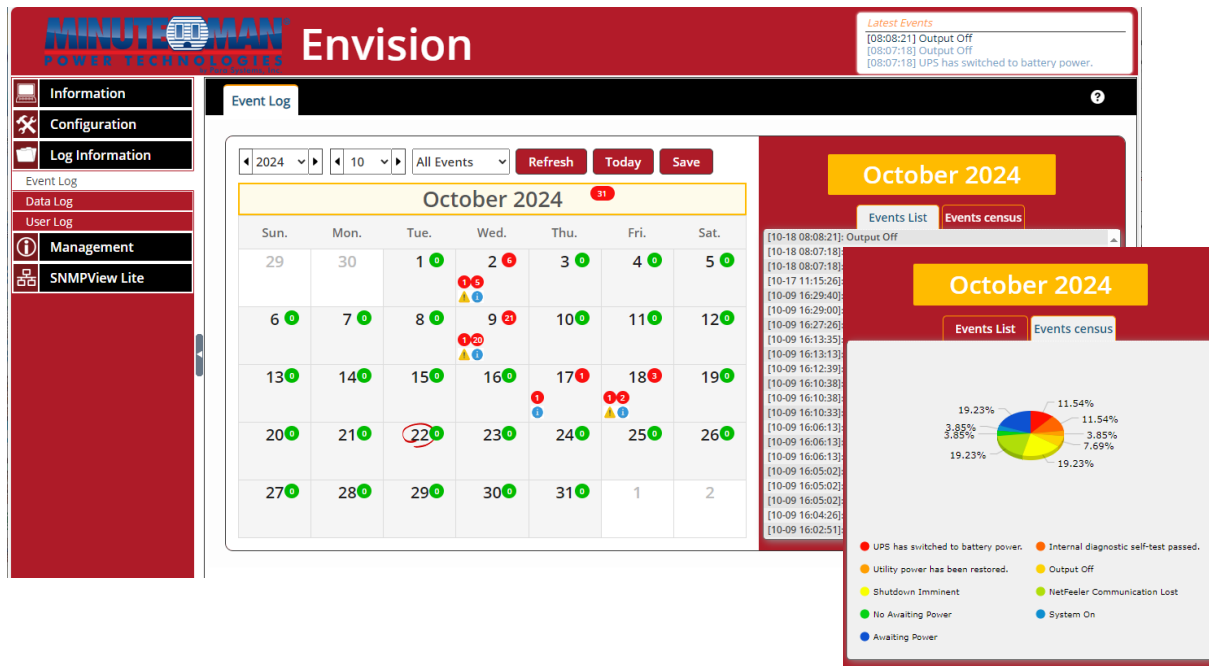 MINUTEMAN®
POWER TECHNOLOGIES
Envision
Latest Events
[08:08:21] Output Off
[08:07:18] Output Off
[08:07:18] UPS has switched to battery power.
Information
Configuration
Log Information
Event Log
Data Log
User Log
Management
SNMPView Lite
Event Log
?
2024 10 All Events Refresh Today Save
October 2024 31
Sun. Mon. Tue. Wed. Thu. Fri. Sat.
29 30 1 0 2 6 3 0 4 0 5 0
1 5
6 0 7 0 8 0 9 21 10 0 11 0 12 0
1 20
13 0 14 0 15 0 16 0 17 1 18 3 19 0
1 1 2
20 0 21 0 22 0 23 0 24 0 25 0 26 0
27 0 28 0 29 0 30 0 31 0 1 2
October 2024
Events List Events census
[10-18 08:08:21]: Output Off
[10-18 08:07:18]:
[10-18 08:07:18]:
[10-17 11:15:26]:
[10-09 16:29:40]:
[10-09 16:29:00]:
[10-09 16:27:26]:
[10-09 16:13:35]:
[10-09 16:13:13]:
[10-09 16:12:39]:
[10-09 16:10:38]:
[10-09 16:10:38]:
[10-09 16:10:33]:
[10-09 16:06:13]:
[10-09 16:06:13]:
[10-09 16:06:13]:
[10-09 16:05:02]:
[10-09 16:05:02]:
[10-09 16:05:02]:
[10-09 16:04:26]:
[10-09 16:02:51]:
October 2024
Events List Events census
19.23% 11.54%
3.85% 11.54%
3.85% 3.85%
7.69%
19.23% 19.23%
UPS has switched to battery power. Internal diagnostic self-test passed.
Utility power has been restored. Output Off
Shutdown Imminent NetFeeler Communication Lost
No Awaiting Power System On
Awaiting Power